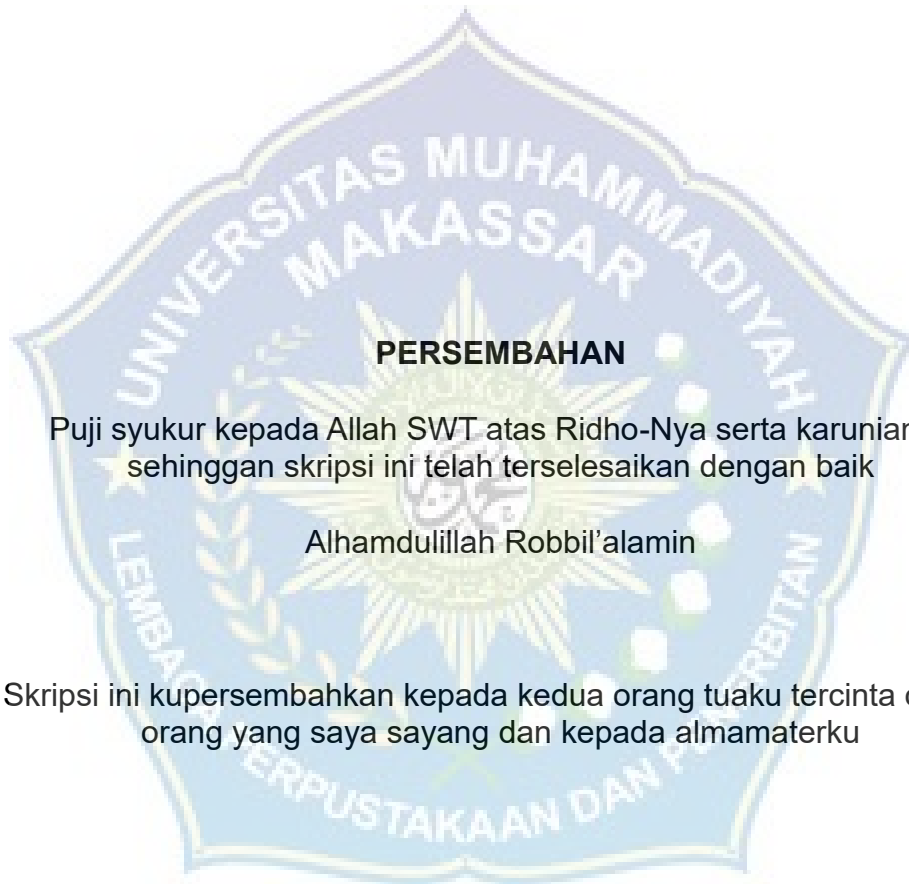 UNIVERSITAS MUHAMMADIYAH
MAKASSAR
PERSEMBAHAN
Puji syukur kepada Allah SWT atas Ridho-Nya serta karunian
sehinggan skripsi ini telah terselesaikan dengan baik
Alhamdulillah Robbil’alamin
Skripsi ini kupersembahkan kepada kedua orang tuaku tercinta
orang yang saya sayang dan kepada almamaterku
LEMBAGA PERPUSTAKAAN DAN PENERBITAN